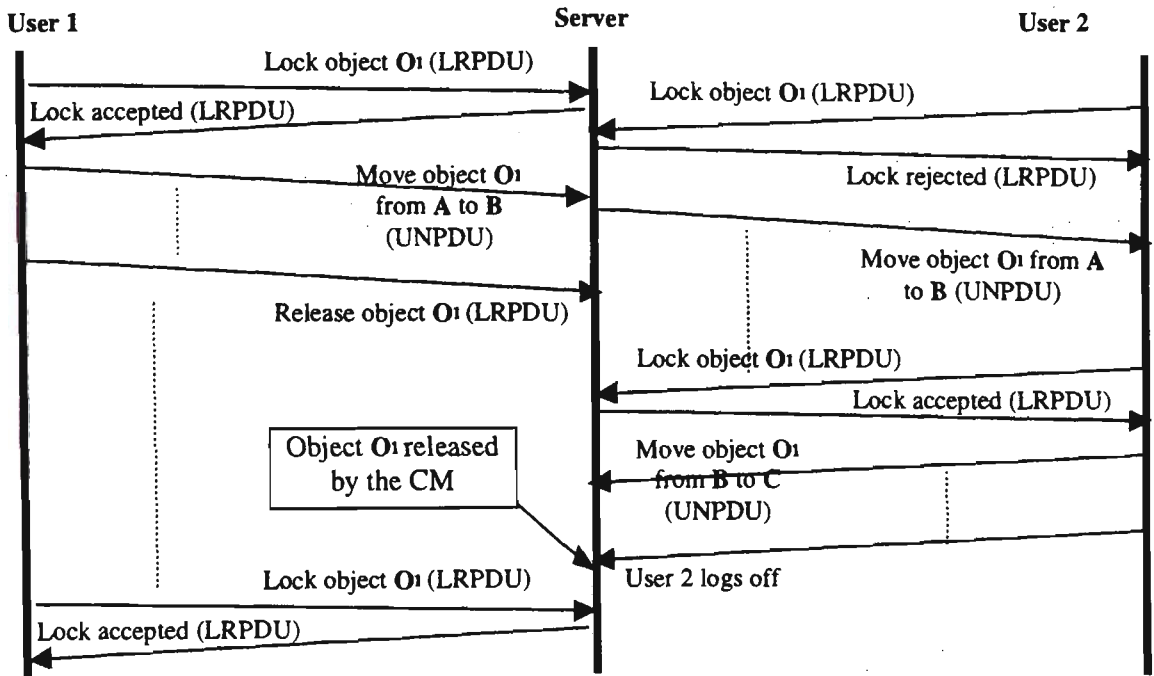 User 1
Server
User 2
Lock object O1 (LRPDU)
Lock accepted (LRPDU)
Lock object O1 (LRPDU)
Lock rejected (LRPDU)
Move object O1
from A to B
(UNPDU)
Move object O1 from A
to B (UNPDU)
Release object O1 (LRPDU)
Lock object O1 (LRPDU)
Lock accepted (LRPDU)
Object O1 released
by the CM
Move object O1
from B to C
(UNPDU)
User 2 logs off
Lock object O1 (LRPDU)
Lock accepted (LRPDU)